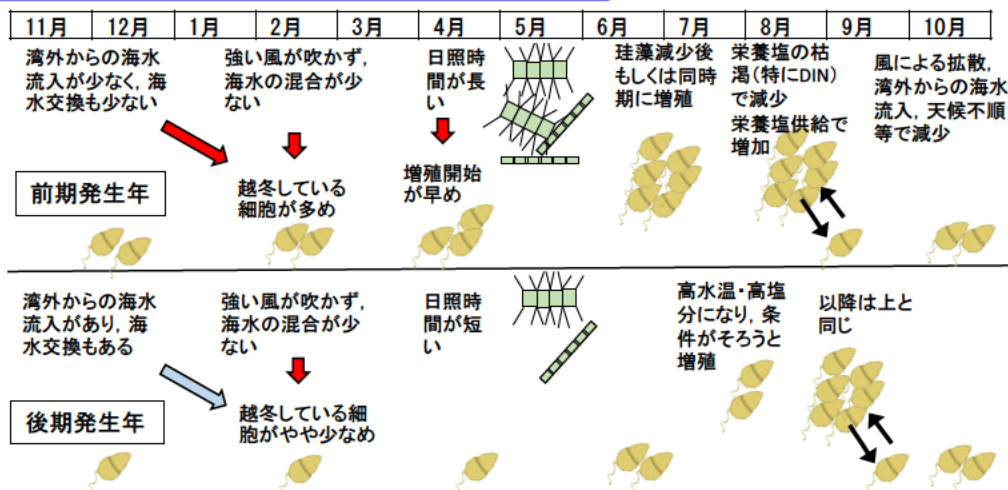 11月 12月 1月 2月 3月 4月 5月 6月 7月 8月 9月 10月
湾外からの海水
流入が少なく，海
水交換も少ない
強い風が吹かず，
海水の混合が少
ない
日照時
間が長
い
珪藻減少後
もしくは同時
期に増殖
栄養塩の枯
渇（特にDIN）
で減少
栄養塩供給で
増加
風による拡散，
湾外からの海水
流入，天候不順
等で減少
前期発生年
越冬している
細胞が多め
増殖開始
が早め
湾外からの海水
流入があり，海
水交換もある
強い風が吹かず，
海水の混合が少
ない
日照時
間が短
い
高水温・高塩
分になり，条
件がそろうと
増殖
以降は上と
同じ
後期発生年
越冬している細
胞がやや少なめ